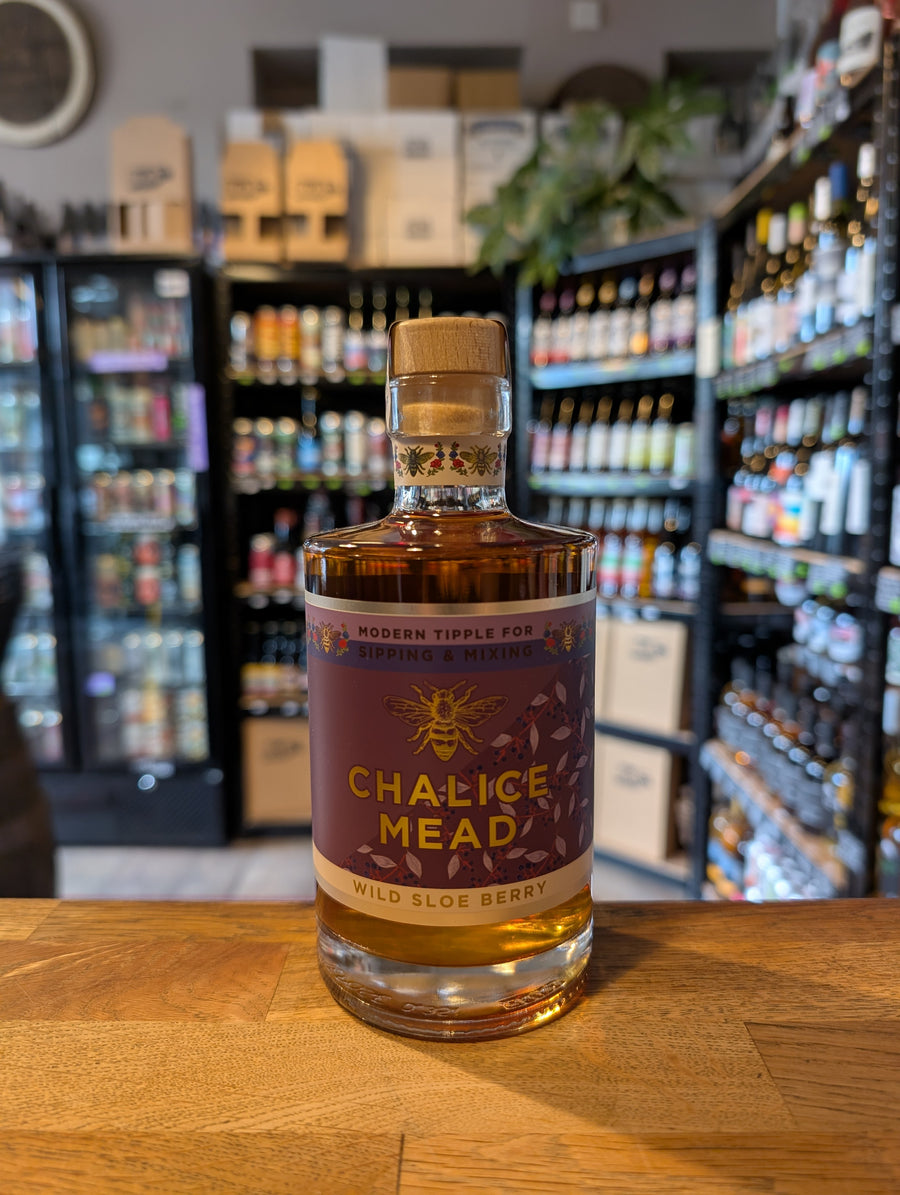 MODERN TIPPLE FOR
SIPPING & MIXING
CHALICE
MEAD
WILD SLOE BERRY